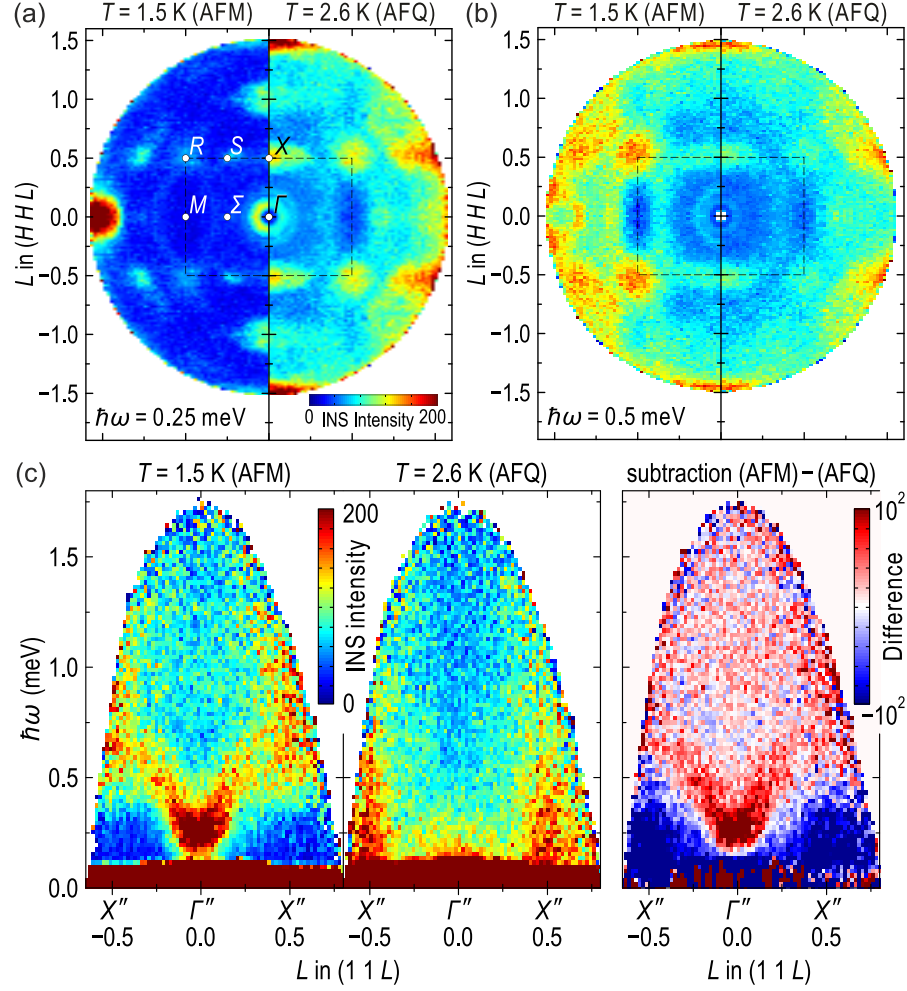 (a) T = 1.5 K (AFM) T = 2.6 K (AFQ)
L in (H H L)
1.5
1.0
0.5
0.0
−0.5
−1.0
−1.5
R S X
M Σ Γ
ħω = 0.25 meV
0 INS Intensity 200
(b) T = 1.5 K (AFM) T = 2.6 K (AFQ)
L in (H H L)
1.5
1.0
0.5
0.0
−0.5
−1.0
−1.5
ħω = 0.5 meV
(c) T = 1.5 K (AFM) T = 2.6 K (AFQ) subtraction (AFM)−(AFQ)
ħω (meV)
1.5
1.0
0.5
0.0
200
INS intensity
0
10²
Difference
−10²
X″ Γ″ X″ X″ Γ″ X″ X″ Γ″ X″
−0.5 0.0 0.5 −0.5 0.0 0.5 −0.5 0.0 0.5
L in (1 1 L) L in (1 1 L)